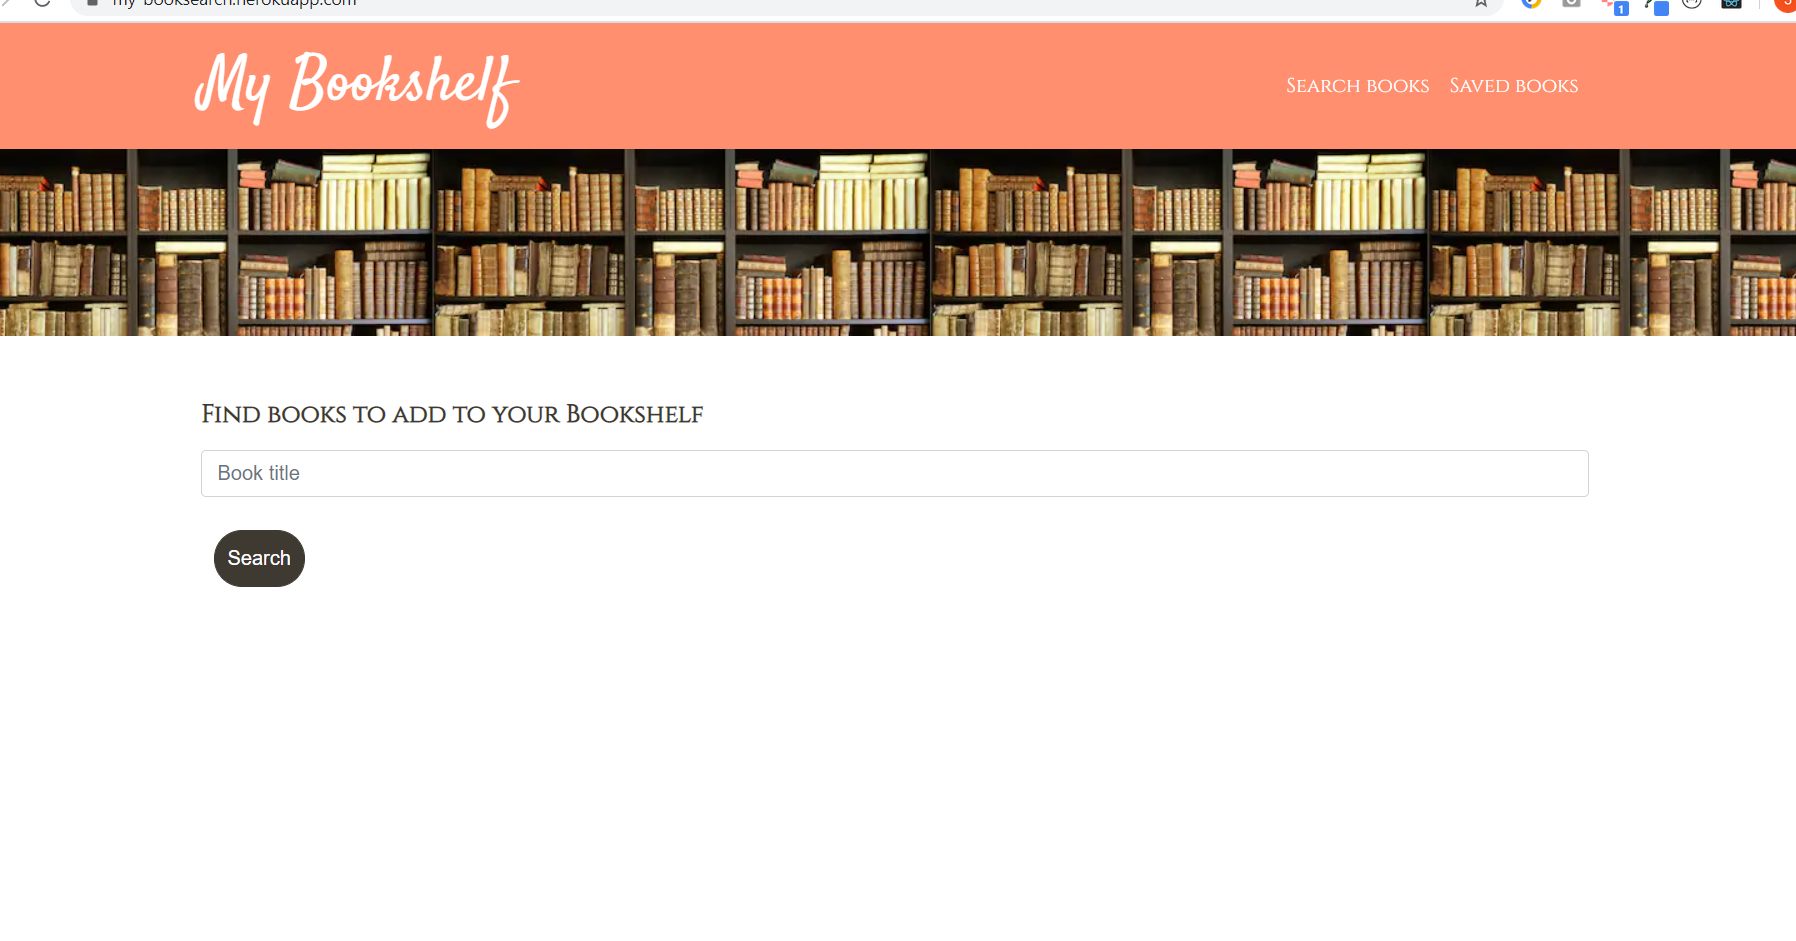 my-booksearch.herokuapp.com
1
My Bookshelf
Search books Saved books
Find books to add to your Bookshelf
Book title
Search